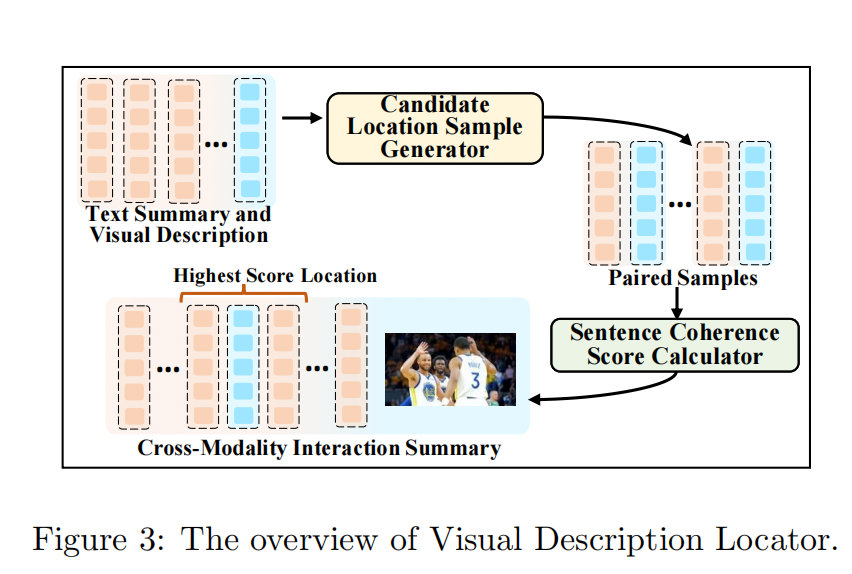 Candidate
Location Sample
Generator
...
Text Summary and
Visual Description
...
Paired Samples
Highest Score Location
Sentence Coherence
Score Calculator
...
...
3
Cross-Modality Interaction Summary
Figure 3: The overview of Visual Description Locator.